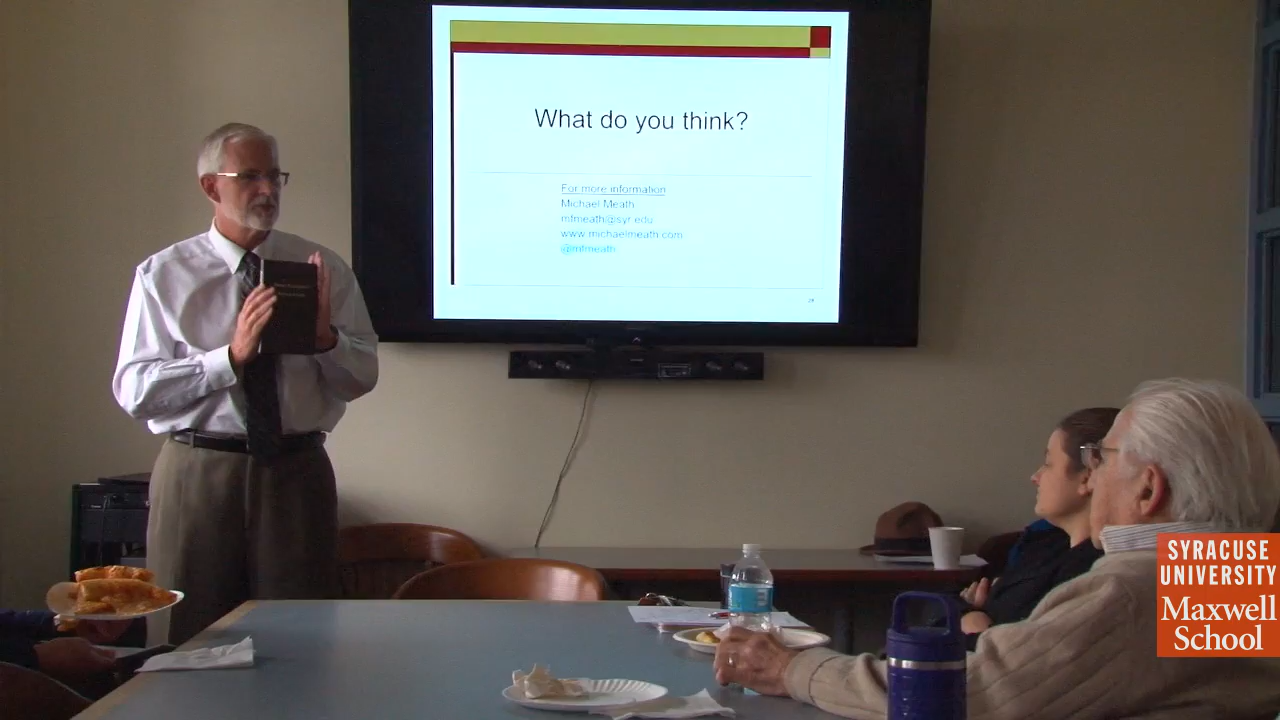 What do you think?
For more information
Michael Meath
mfmeath@syr.edu
www.michaelmeath.com
@mfmeath
SYRACUSE
UNIVERSITY
Maxwell
School